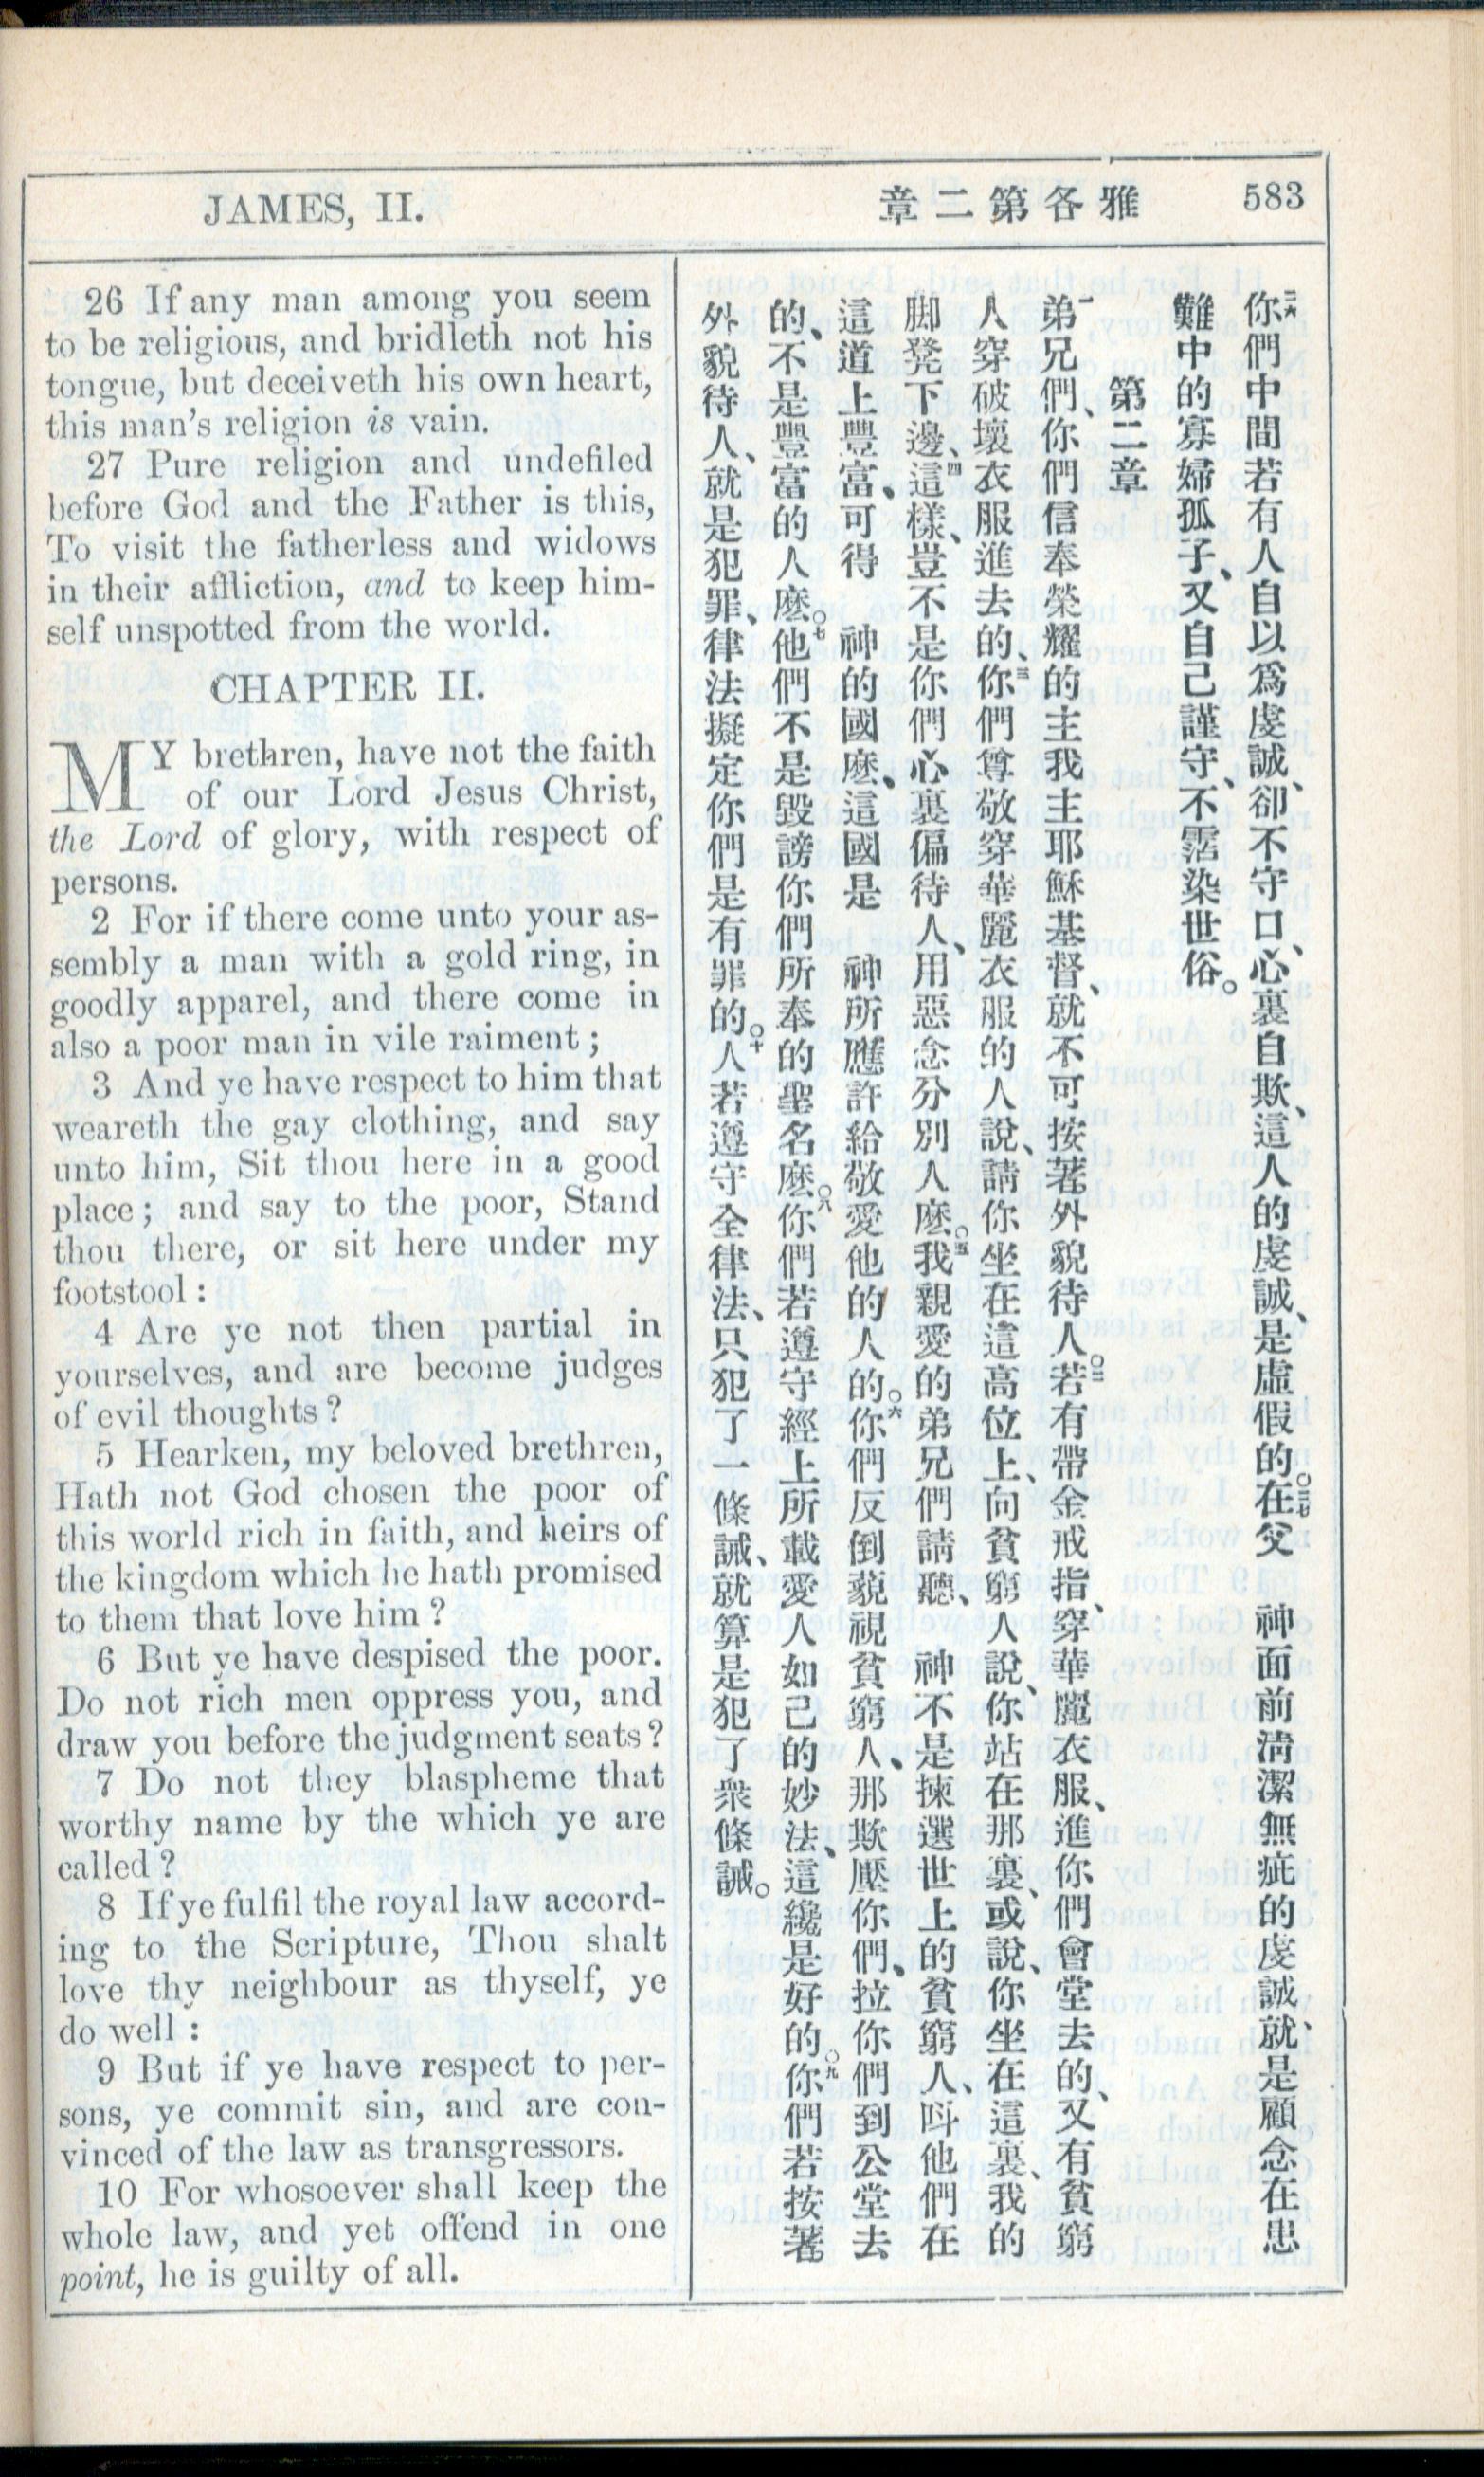 JAMES, II.
章二第各雅
583
26 If any man among you seem
to be religious, and bridleth not his
tongue, but deceiveth his own heart,
this man's religion is vain.
27 Pure religion and undefiled
before God and the Father is this,
To visit the fatherless and widows
in their affliction, and to keep him-
self unspotted from the world.
CHAPTER II.
MY brethren, have not the faith
of our Lord Jesus Christ,
the Lord of glory, with respect of
persons.
2 For if there come unto your as-
sembly a man with a gold ring, in
goodly apparel, and there come in
also a poor man in vile raiment;
3 And ye have respect to him that
weareth the gay clothing, and say
unto him, Sit thou here in a good
place; and say to the poor, Stand
thou there, or sit here under my
footstool:
4 Are ye not then partial in
yourselves, and are become judges
of evil thoughts?
5 Hearken, my beloved brethren,
Hath not God chosen the poor of
this world rich in faith, and heirs of
the kingdom which he hath promised
to them that love him?
6 But ye have despised the poor.
Do not rich men oppress you, and
draw you before the judgment seats?
7 Do not they blaspheme that
worthy name by the which ye are
called?
8 If ye fulfil the royal law accord-
ing to the Scripture, Thou shalt
love thy neighbour as thyself, ye
do well:
9 But if ye have respect to per-
sons, ye commit sin, and are con-
vinced of the law as transgressors.
10 For whosoever shall keep the
whole law, and yet offend in one
point, he is guilty of all.
二六你們中間若有人自以爲虔誠、卻不守口、心裏自欺、這人的虔誠、是虛假的。二七在父 神面前淸潔無疵的虔誠、就是顧念在患
難中的寡婦孤子、又自己謹守、不霑染世俗。
第二章
一弟兄們、你們信奉榮耀的主我主耶穌基督、就不可按著外貌待人。二若有帶金戒指、穿華麗衣服、進你們會堂去的、又有貧窮
人穿破壞衣服進去的、三你們尊敬穿華麗衣服的人說、請你坐在這高位上、向貧窮人說、你站在那裏、或說、你坐在這裏、我的
脚凳下邊、四這樣、豈不是你們心裏偏待人、用惡念分別人麽。五我親愛的弟兄們請聽、 神不是揀選世上的貧窮人、呌他們在
這道上豐富、可得 神的國麽、這國是 神所應許給敬愛他的人的。六你們反倒藐視貧窮人、那欺壓你們、拉你們到公堂去
的、不是豐富的人麽。七他們不是毀謗你們所奉的聖名麽。八你們若遵守經上所載愛人如己的妙法、這纔是好的。九你們若按著
外貌待人、就是犯罪、律法擬定你們是有罪的。十人若遵守全律法、只犯了一條誡、就算是犯了衆條誡。